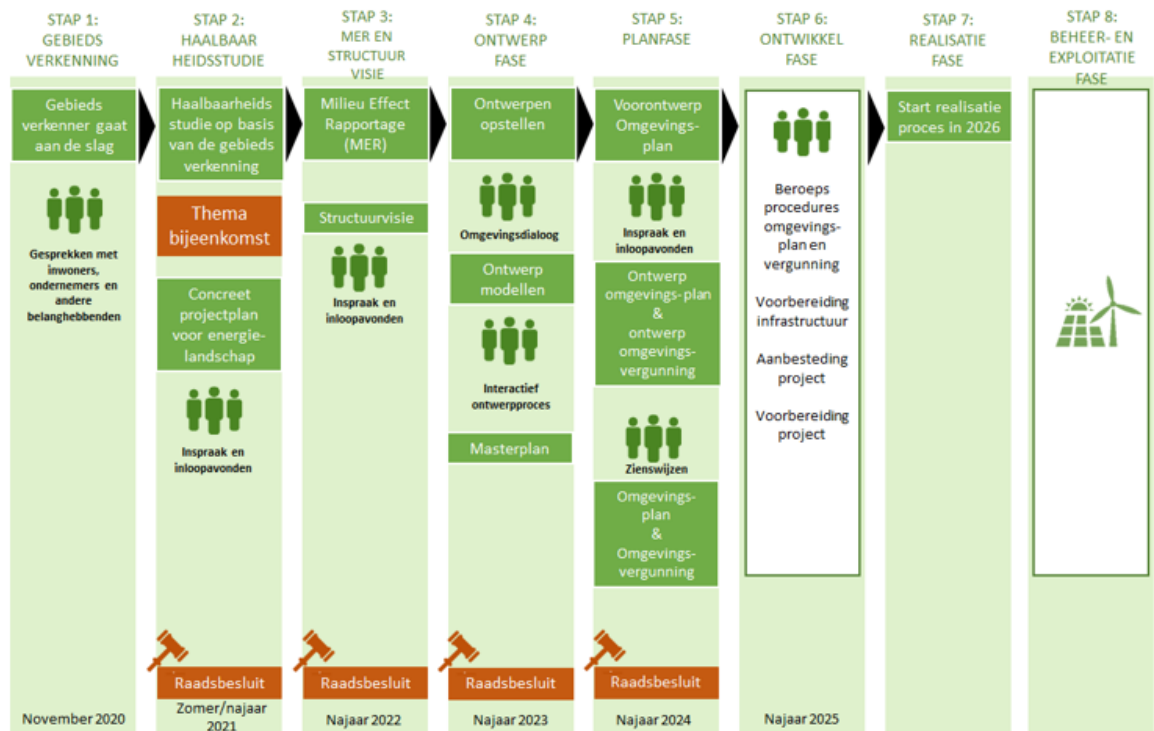 STAP 1:
GEBIEDS
VERKENNING
Gebieds
verkenner gaat
aan de slag
Gesprekken met
inwoners,
ondernemers en
andere
belanghebbenden
November 2020
STAP 2:
HAALBAAR
HEIDSSTUDIE
Haalbaarheids
studie op basis
van de gebieds
verkenning
Thema
bijeenkomst
Concreet
projectplan
voor energie-
landschap
Inspraak en
inloopavonden
Raadsbesluit
Zomer/najaar
2021
STAP 3:
MER EN
STRUCTUUR
VISIE
Milieu Effect
Rapportage
(MER)
Structuurvisie
Inspraak en
inloopavonden
Raadsbesluit
Najaar 2022
STAP 4:
ONTWERP
FASE
Ontwerpen
opstellen
Omgevingsdialoog
Ontwerp
modellen
Interactief
ontwerpproces
Masterplan
Raadsbesluit
Najaar 2023
STAP 5:
PLANFASE
Voorontwerp
Omgevings-
plan
Inspraak en
inloopavonden
Ontwerp
omgevings-plan
&
ontwerp
omgevings-
vergunning
Zienswijzen
Omgevings-
plan
&
Omgevings-
vergunning
Raadsbesluit
Najaar 2024
STAP 6:
ONTWIKKEL
FASE
Beroeps
procedures
omgevings-
plan en
vergunning
Voorbereiding
infrastructuur
Aanbesteding
project
Voorbereiding
project
Najaar 2025
STAP 7:
REALISATIE
FASE
Start realisatie
proces in 2026
STAP 8:
BEHEER- EN
EXPLOITATIE
FASE